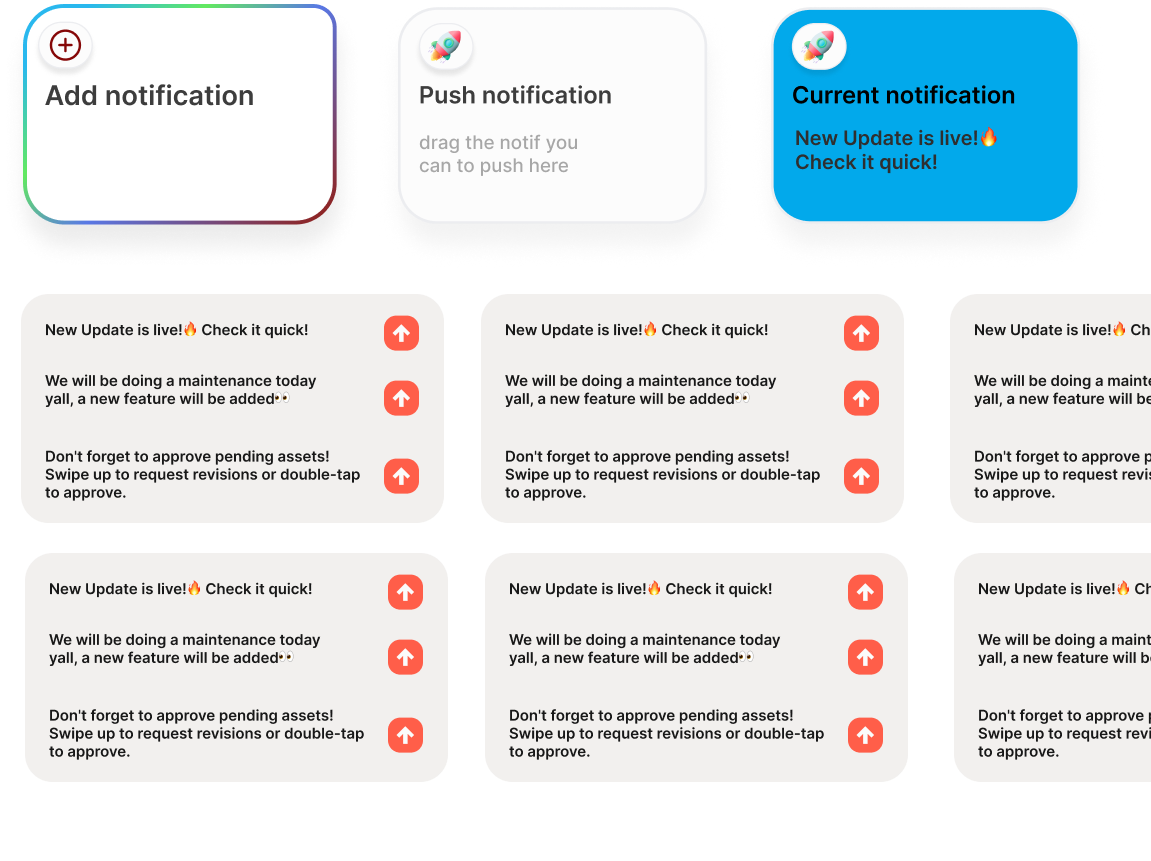 Add notification
Push notification
drag the notif you
can to push here
Current notification
New Update is live!🔥
Check it quick!
New Update is live!🔥 Check it quick!
We will be doing a maintenance today
yall, a new feature will be added👀
Don't forget to approve pending assets!
Swipe up to request revisions or double-tap
to approve.
New Update is live!🔥 Check it quick!
We will be doing a maintenance today
yall, a new feature will be added👀
Don't forget to approve pending assets!
Swipe up to request revisions or double-tap
to approve.
New Update is live!🔥 Ch
We will be doing a mainte
yall, a new feature will be
Don't forget to approve p
Swipe up to request revis
to approve.
New Update is live!🔥 Check it quick!
We will be doing a maintenance today
yall, a new feature will be added👀
Don't forget to approve pending assets!
Swipe up to request revisions or double-tap
to approve.
New Update is live!🔥 Check it quick!
We will be doing a maintenance today
yall, a new feature will be added👀
Don't forget to approve pending assets!
Swipe up to request revisions or double-tap
to approve.
New Update is live!🔥 Ch
We will be doing a maint
yall, a new feature will b
Don't forget to approve
Swipe up to request revi
to approve.